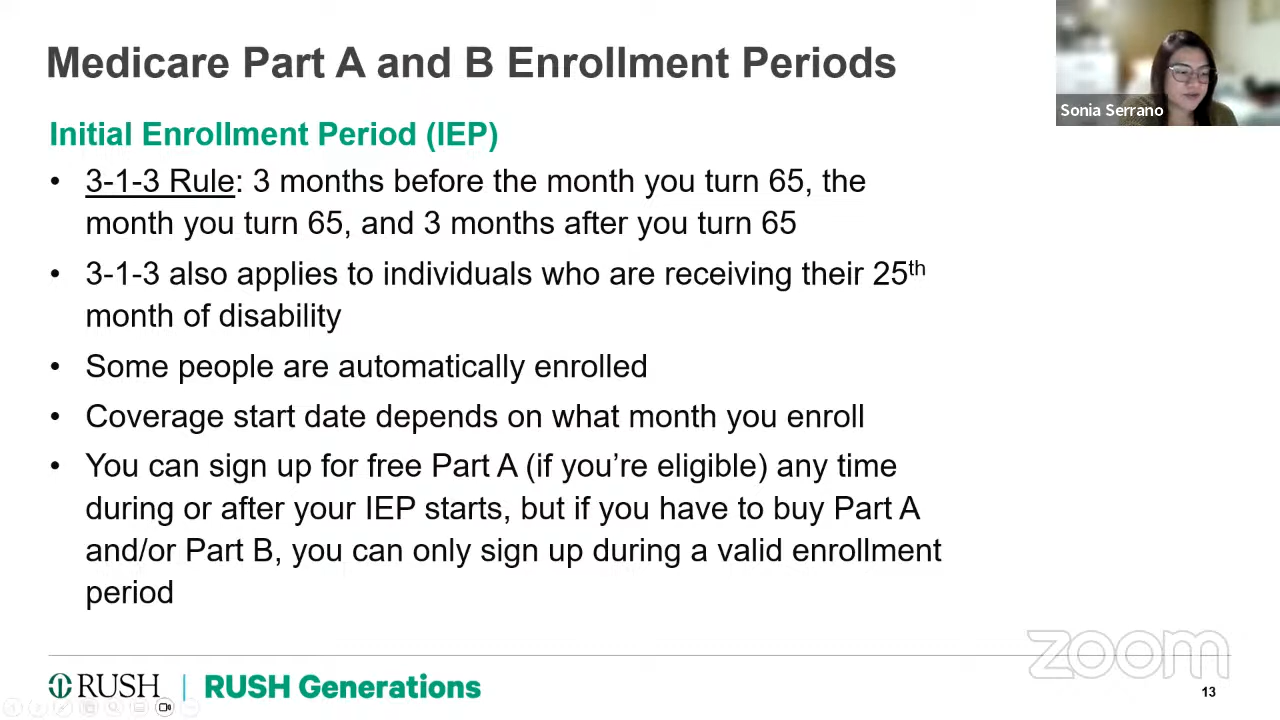 Medicare Part A and B Enrollment Periods
Sonia Serrano
Initial Enrollment Period (IEP)
• 3-1-3 Rule: 3 months before the month you turn 65, the
month you turn 65, and 3 months after you turn 65
• 3-1-3 also applies to individuals who are receiving their 25th
month of disability
• Some people are automatically enrolled
• Coverage start date depends on what month you enroll
• You can sign up for free Part A (if you’re eligible) any time
during or after your IEP starts, but if you have to buy Part A
and/or Part B, you can only sign up during a valid enrollment
period
zoom
RUSH | RUSH Generations
13